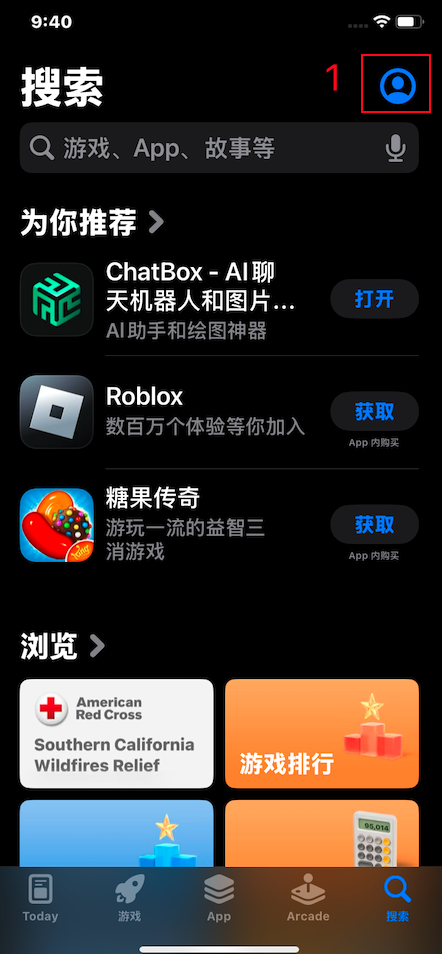 9:40
搜索
1
游戏、App、故事等
为你推荐
ChatBox - AI聊
天机器人和图片...
AI助手和绘图神器
打开
Roblox
数百万个体验等你加入
获取
App 内购买
糖果传奇
游玩一流的益智三
消游戏
获取
App 内购买
King
浏览
American
Red Cross
Southern California
Wildfires Relief
游戏排行
95,014
Today
游戏
App
Arcade
搜索